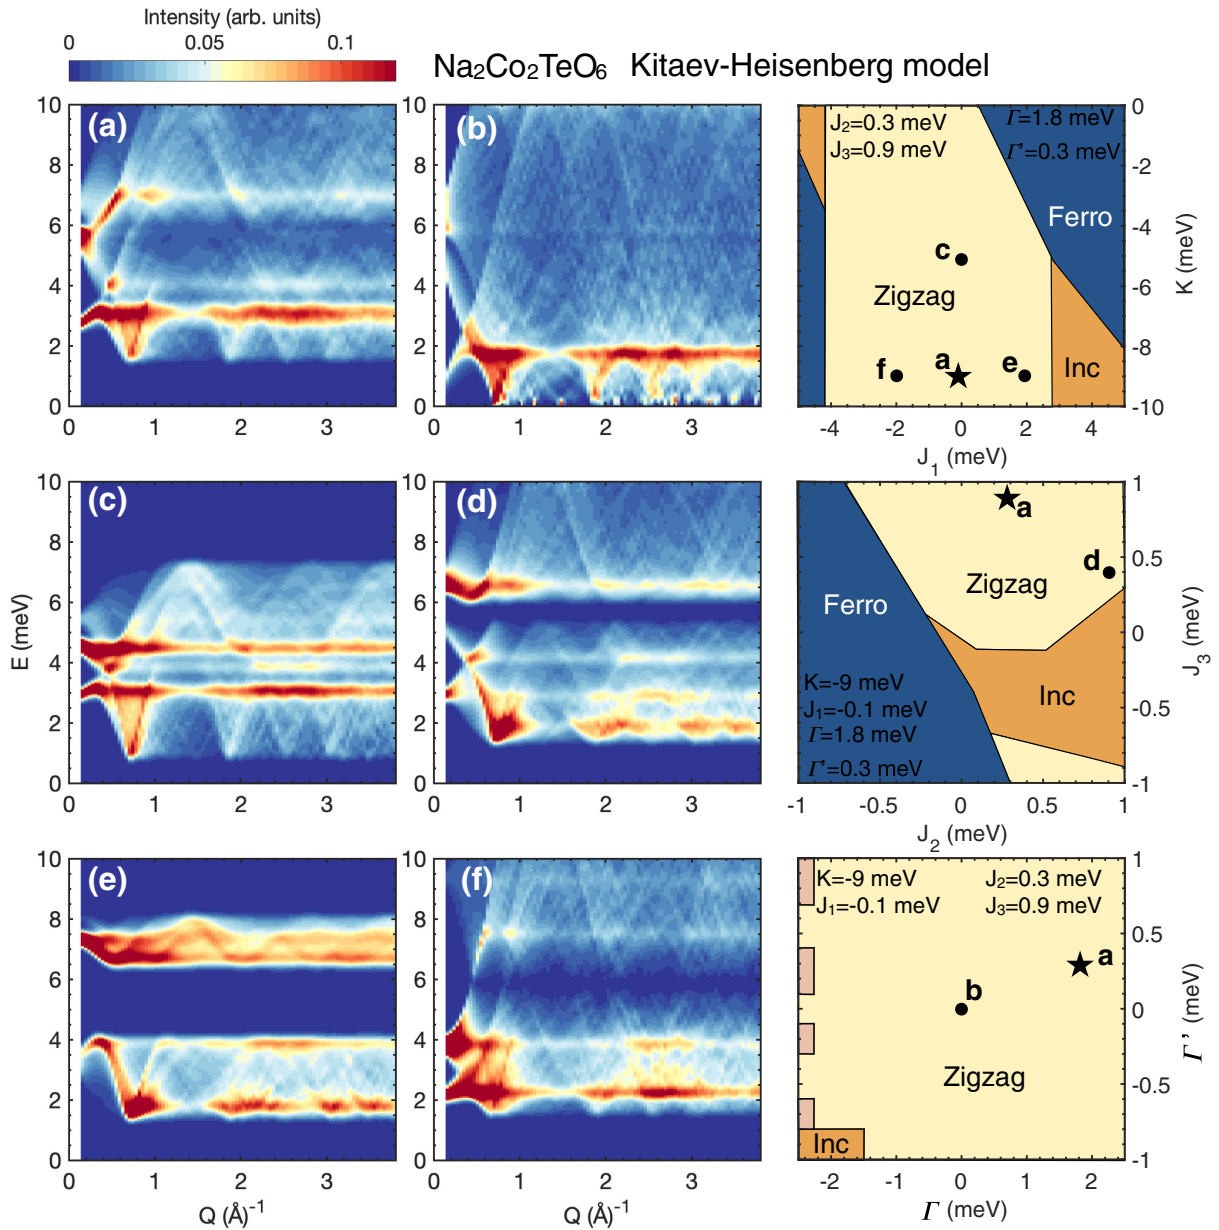 Intensity (arb. units)
0 0.05 0.1
Na₂Co₂TeO₆ Kitaev-Heisenberg model
(a)
10
8
6
4
2
0
0 1 2 3
(b)
10
8
6
4
2
0
0 1 2 3
J₂=0.3 meV
J₃=0.9 meV
Γ=1.8 meV
Γ'=0.3 meV
Ferro
c
Zigzag
f a e
Inc
0
-2
-4
-6
-8
-10
K (meV)
-4 -2 0 2 4
J₁ (meV)
(c)
10
8
6
4
2
0
E (meV)
0 1 2 3
(d)
10
8
6
4
2
0
0 1 2 3
a
d
Zigzag
Ferro
Inc
K=-9 meV
J₁=-0.1 meV
Γ=1.8 meV
Γ'=0.3 meV
1
0.5
0
-0.5
-1
J₃ (meV)
-1 -0.5 0 0.5 1
J₂ (meV)
(e)
10
8
6
4
2
0
0 1 2 3
Q (Å)⁻¹
(f)
10
8
6
4
2
0
0 1 2 3
Q (Å)⁻¹
K=-9 meV J₂=0.3 meV
J₁=-0.1 meV J₃=0.9 meV
a
b
Zigzag
Inc
1
0.5
0
-0.5
-1
Γ' (meV)
-2 -1 0 1 2
Γ (meV)